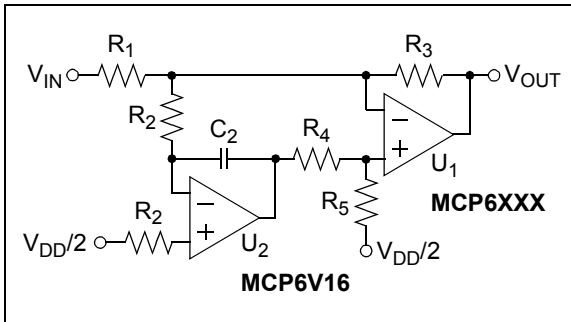 R1 R3
VIN VOUT
R2 C2 R4
− +
U1
R5 MCP6XXX
− +
R2
VDD/2 U2 VDD/2
MCP6V16